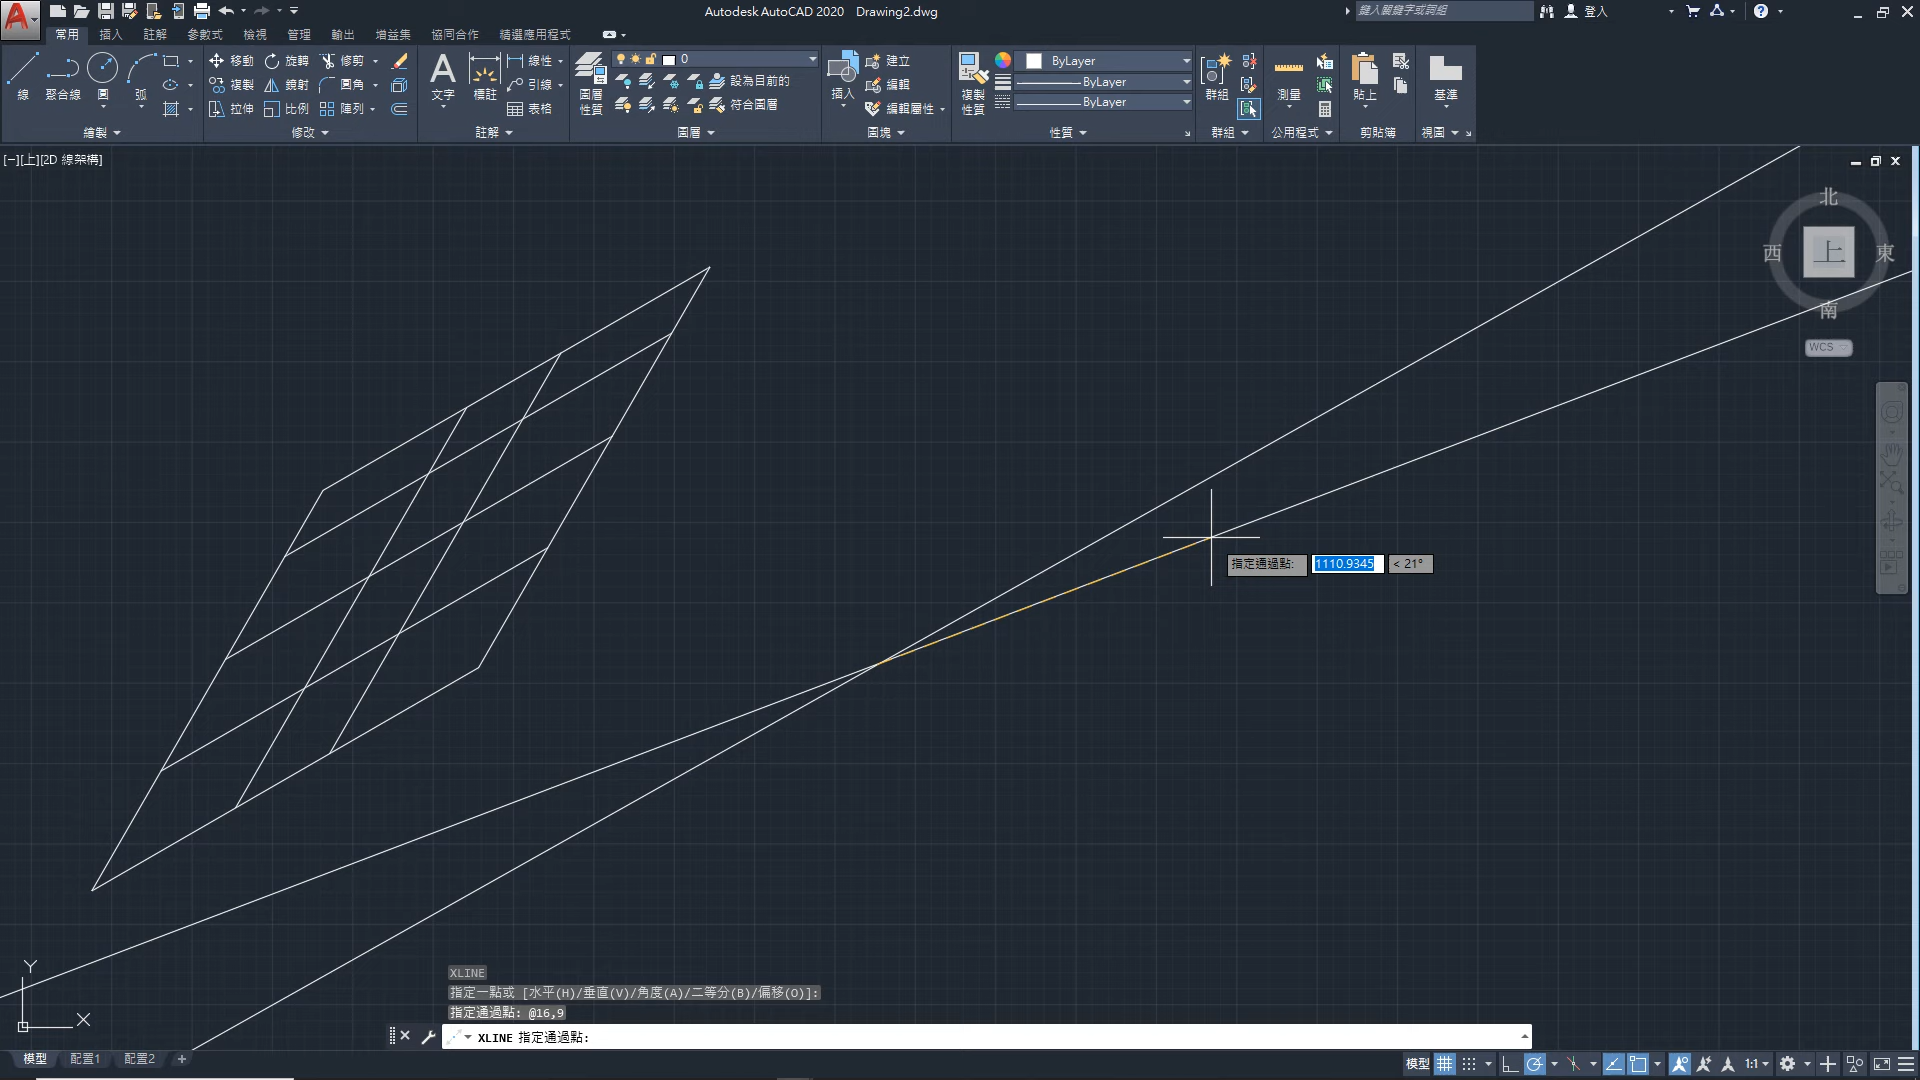 Autodesk AutoCAD 2020 Drawing2.dwg
鍵入關鍵字或詞組
登入
常用 插入 註解 參數式 檢視 管理 輸出 增益集 協同合作 精選應用程式
線
聚合線
圓
弧
繪製
移動 旋轉 修剪
複製 鏡射 圓角
拉伸 比例 陣列
修改
A
文字
標註
線性
引線
表格
註解
圖層
性質
0
設為目前的
符合圖層
圖層
插入
建立
編輯
編輯屬性
圖塊
複製
性質
ByLayer
ByLayer
ByLayer
性質
群組
群組
測量
公用程式
貼上
剪貼簿
基準
視圖
[−][上][2D 線架構]
北
西 上 東
南
WCS
指定通過點: 1110.9345 < 21°
Y
X
XLINE
指定一點或 [水平(H)/垂直(V)/角度(A)/二等分(B)/偏移(O)]:
指定通過點: @16,9
XLINE 指定通過點:
模型 配置1 配置2 +
模型 1:1